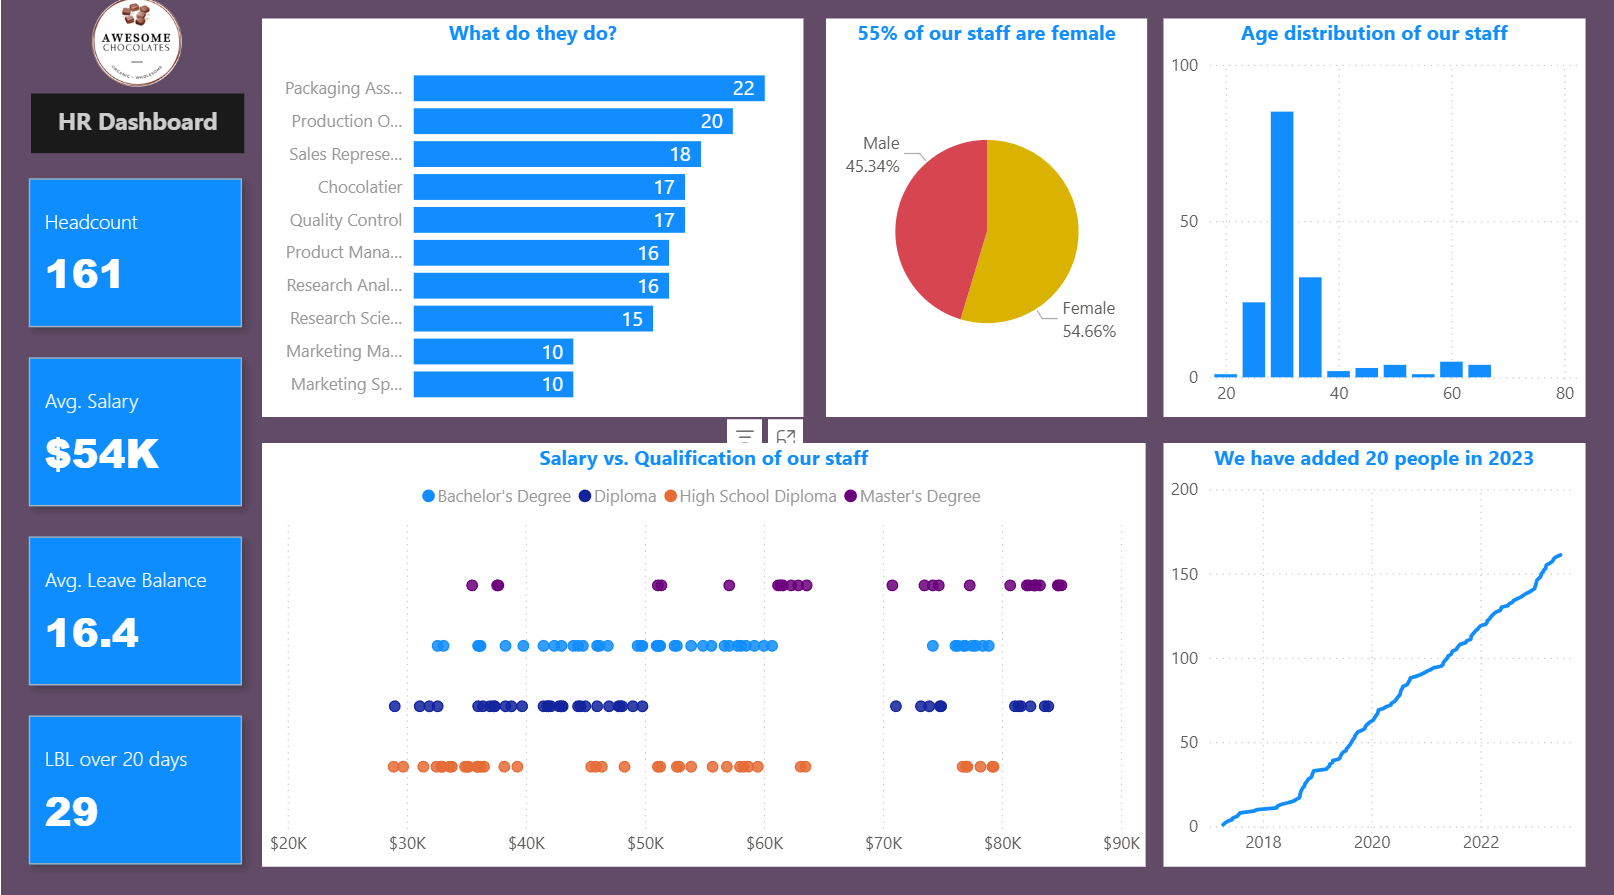 AWESOME
CHOCOLATES
ORGANIC - WHOLESOME
HR Dashboard
Headcount
161
Avg. Salary
$54K
Avg. Leave Balance
16.4
LBL over 20 days
29
What do they do?
Packaging Ass... 22
Production O... 20
Sales Represe... 18
Chocolatier 17
Quality Control 17
Product Mana... 16
Research Anal... 16
Research Scie... 15
Marketing Ma... 10
Marketing Sp... 10
55% of our staff are female
Male
45.34%
Female
54.66%
Age distribution of our staff
100
50
0
20 40 60 80
Salary vs. Qualification of our staff
Bachelor's Degree Diploma High School Diploma Master's Degree
$20K $30K $40K $50K $60K $70K $80K $90K
We have added 20 people in 2023
200
150
100
50
0
2018 2020 2022